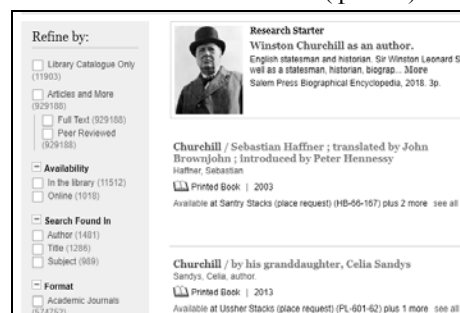 Refine by:
Library Catalogue Only
(11903)
Articles and More
(929188)
Full Text (929188)
Peer Reviewed
(929188)
Availability
In the library (11512)
Online (1018)
Search Found In
Author (1481)
Title (1286)
Subject (989)
Format
Academic Journals
Research Starter
Winston Churchill as an author.
English statesman and historian. Sir Winston Leonard S
well as a statesman, historian, biograp... More
Salem Press Biographical Encyclopedia, 2018. 3p.
Churchill / Sebastian Haffner ; translated by John
Brownjohn ; introduced by Peter Hennessy
Haffner, Sebastian
Printed Book | 2003
Available at Santry Stacks (place request) (HB-66-167) plus 2 more see all
Churchill / by his granddaughter, Celia Sandys
Sandys, Celia, author.
Printed Book | 2013
Available at Ussher Stacks (place request) (PL-601-62) plus 1 more see all